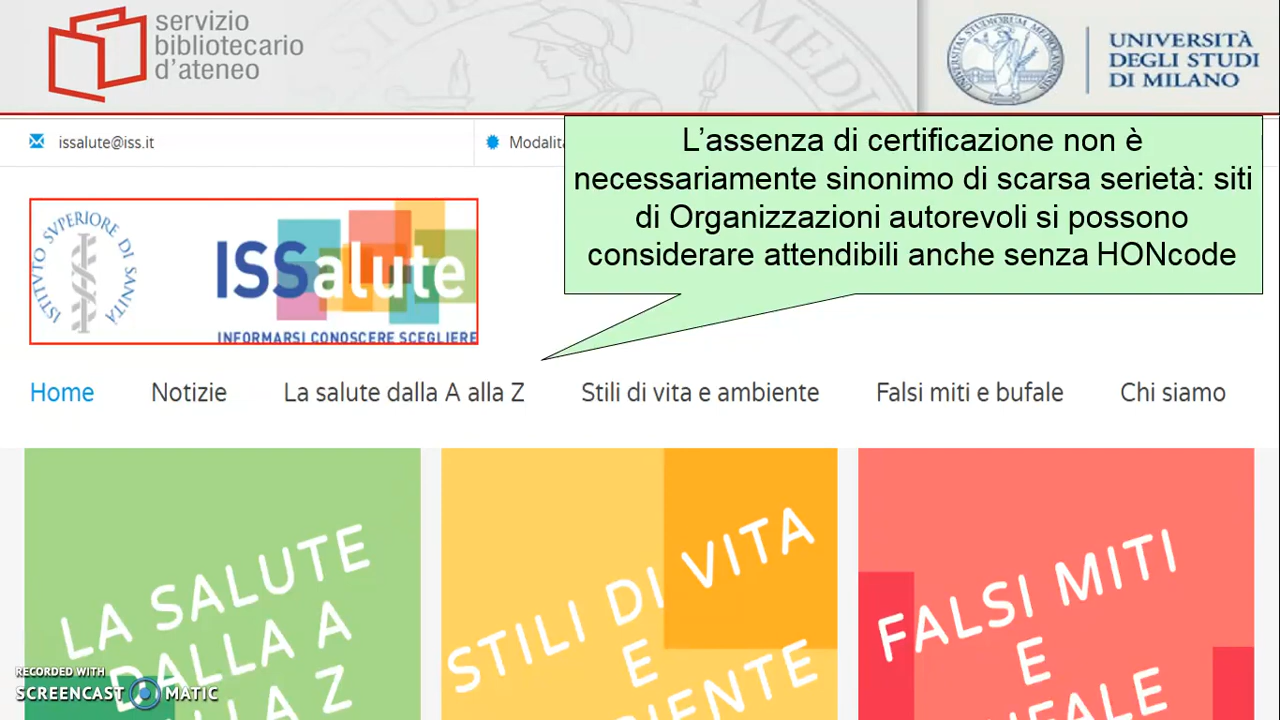 servizio
bibliotecario
d'ateneo
UNIVERSITÀ
DEGLI STUDI
DI MILANO
issalute@iss.it
L'assenza di certificazione non è
necessariamente sinonimo di scarsa serietà: siti
di Organizzazioni autorevoli si possono
considerare attendibili anche senza HONcode
ISTITVTO SVPERIORE DI SANITÀ
ISSalute
INFORMARSI CONOSCERE SCEGLIERE
Home Notizie La salute dalla A alla Z Stili di vita e ambiente Falsi miti e bufale Chi siamo
LA SALUTE
DALLA A
STILI DI VITA
E
FALSI MITI
E
RECORDED WITH
SCREENCAST MATIC